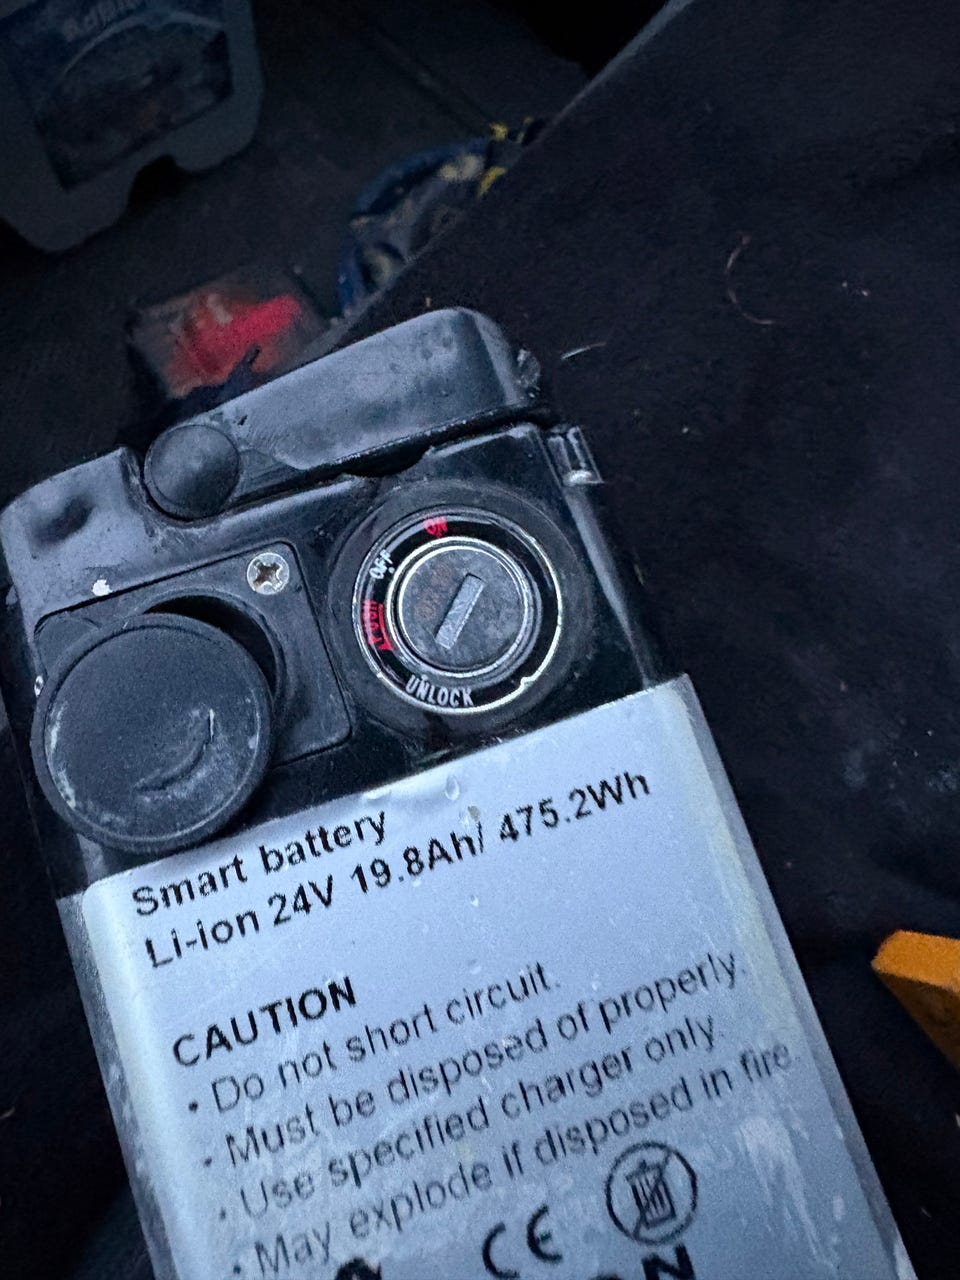 ON
OFF
PUSH
UNLOCK
Smart battery
Li-ion 24V 19.8Ah/ 475.2Wh
CAUTION
• Do not short circuit.
• Must be disposed of properly.
• Use specified charger only.
• May explode if disposed in fire.
CE